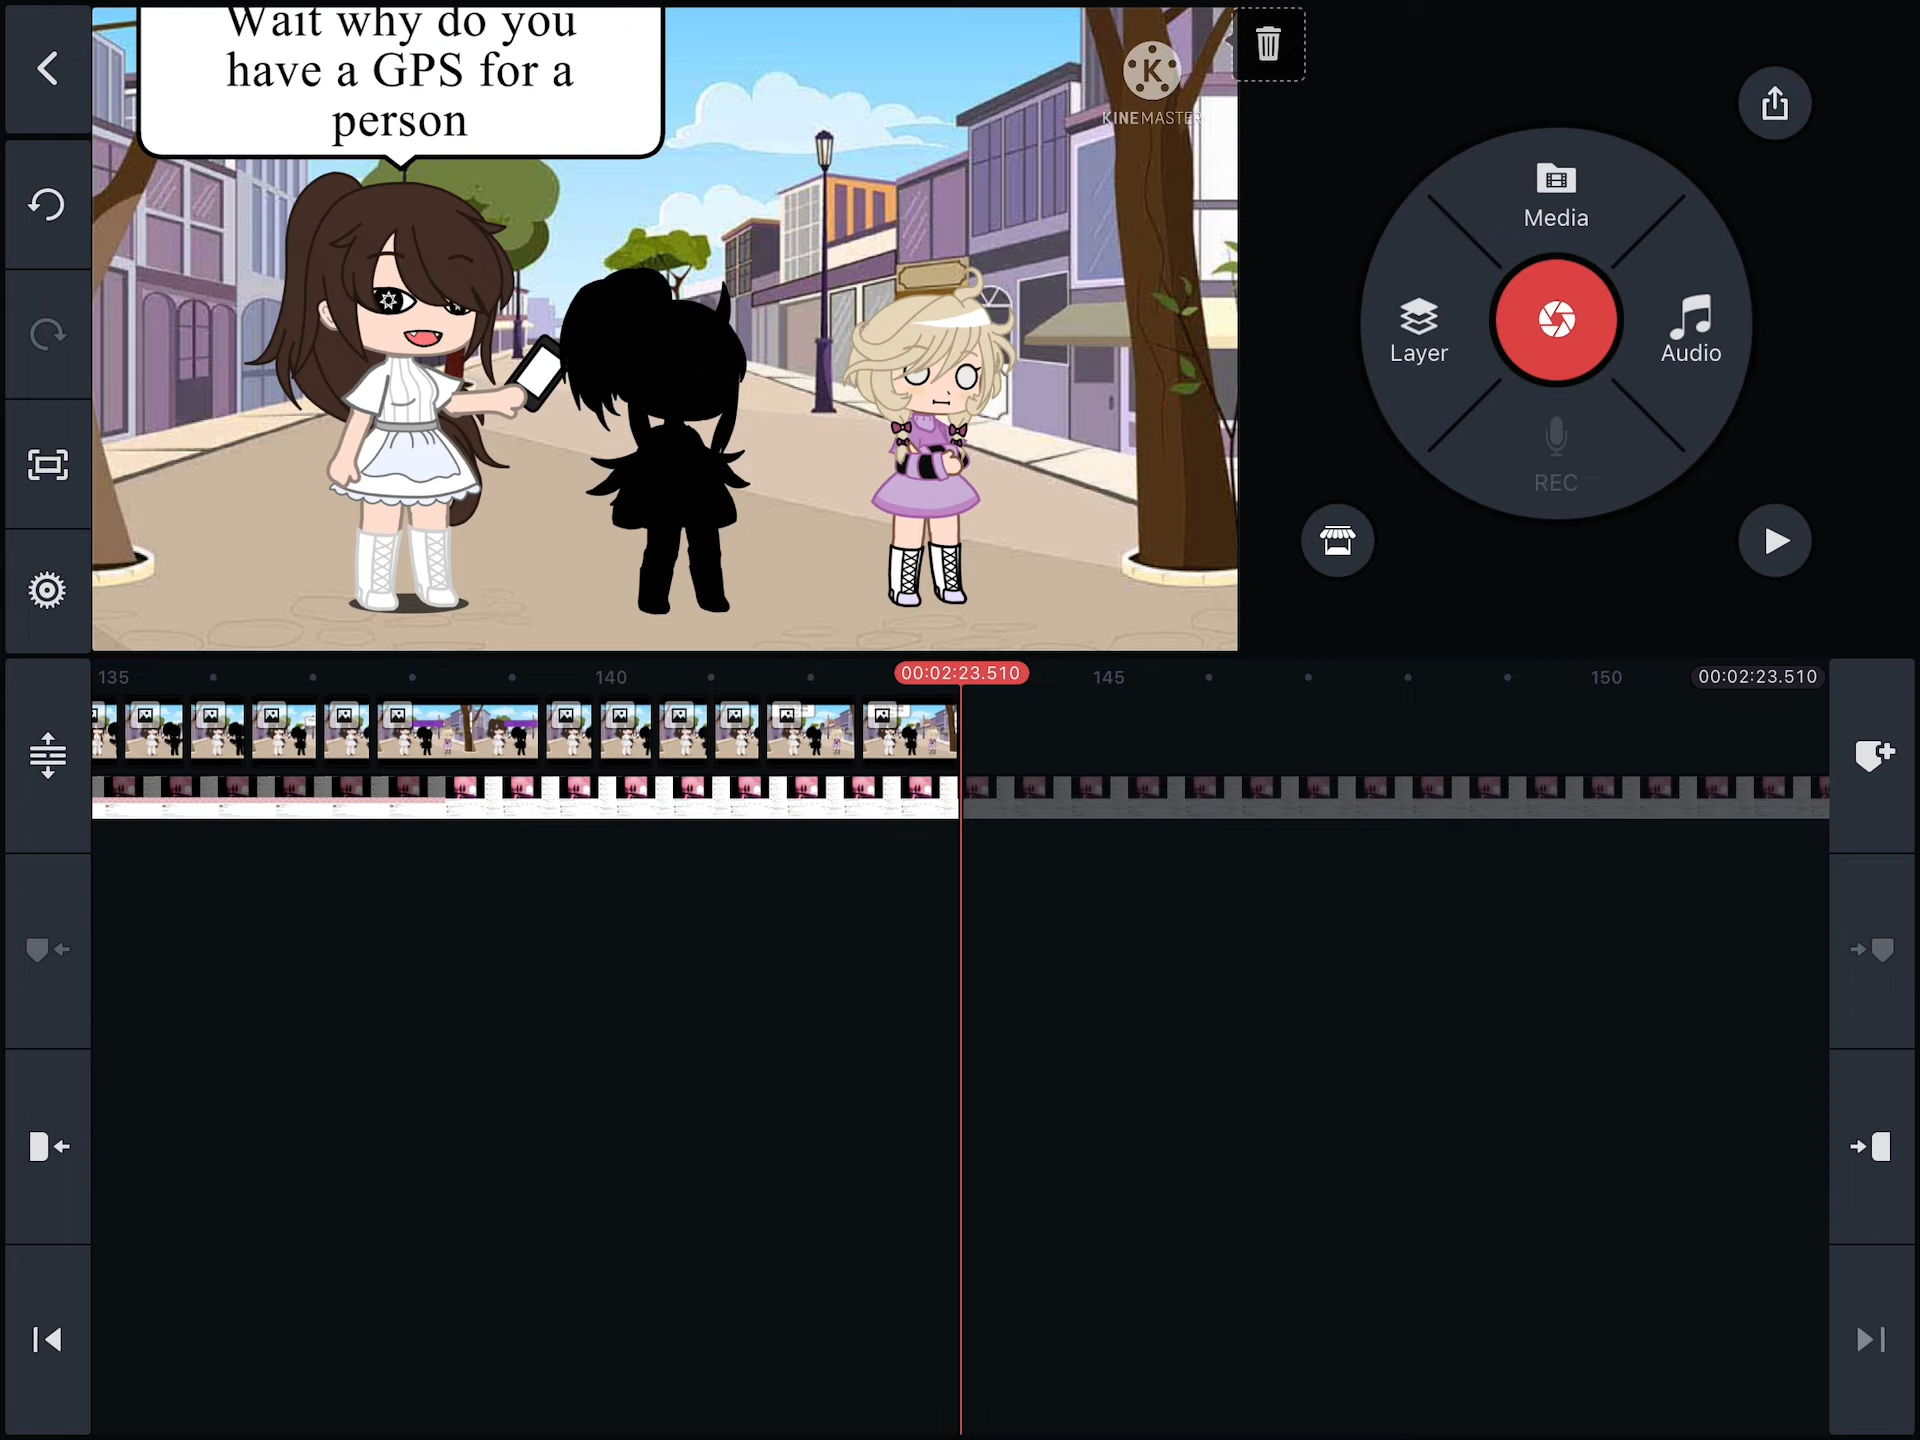 Wait why do you
have a GPS for a
person
KINEMASTER
Media
Layer
Audio
REC
135
140
00:02:23.510
145
150
00:02:23.510